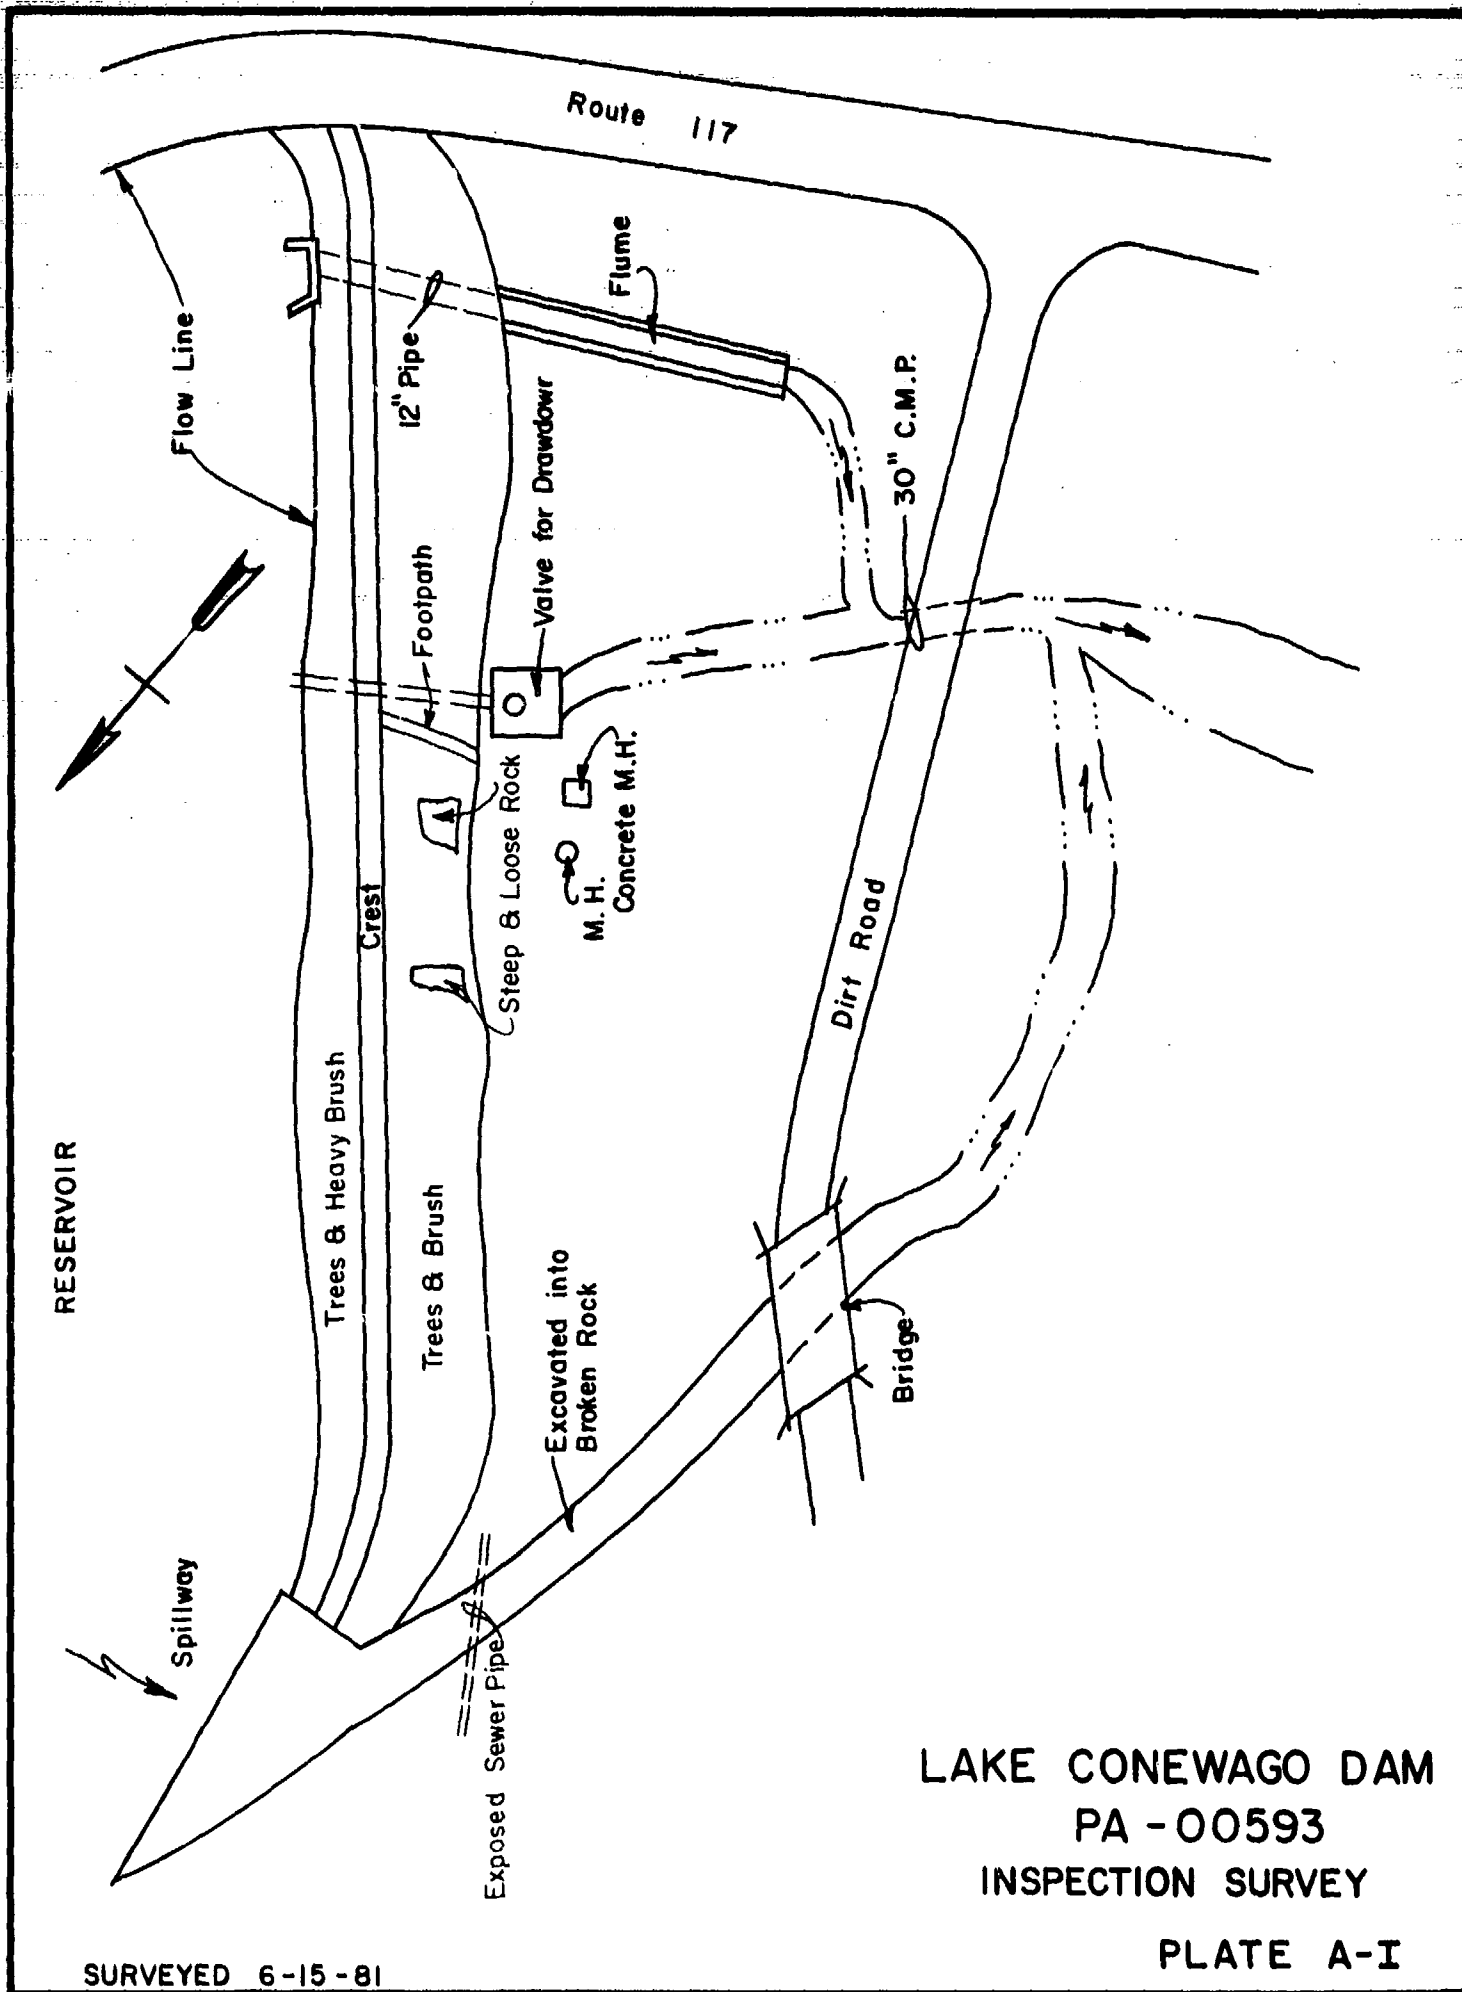 Route 117
Flow Line
12" Pipe
Flume
Valve for Drawdown
30" C.M.P.
Footpath
Steep & Loose Rock
M. H.
Concrete M.H.
Crest
Dirt Road
RESERVOIR
Trees & Heavy Brush
Trees & Brush
Excavated into
Broken Rock
Bridge
Spillway
Exposed Sewer Pipe
LAKE CONEWAGO DAM
PA - 00593
INSPECTION SURVEY
PLATE A-I
SURVEYED 6-15-81